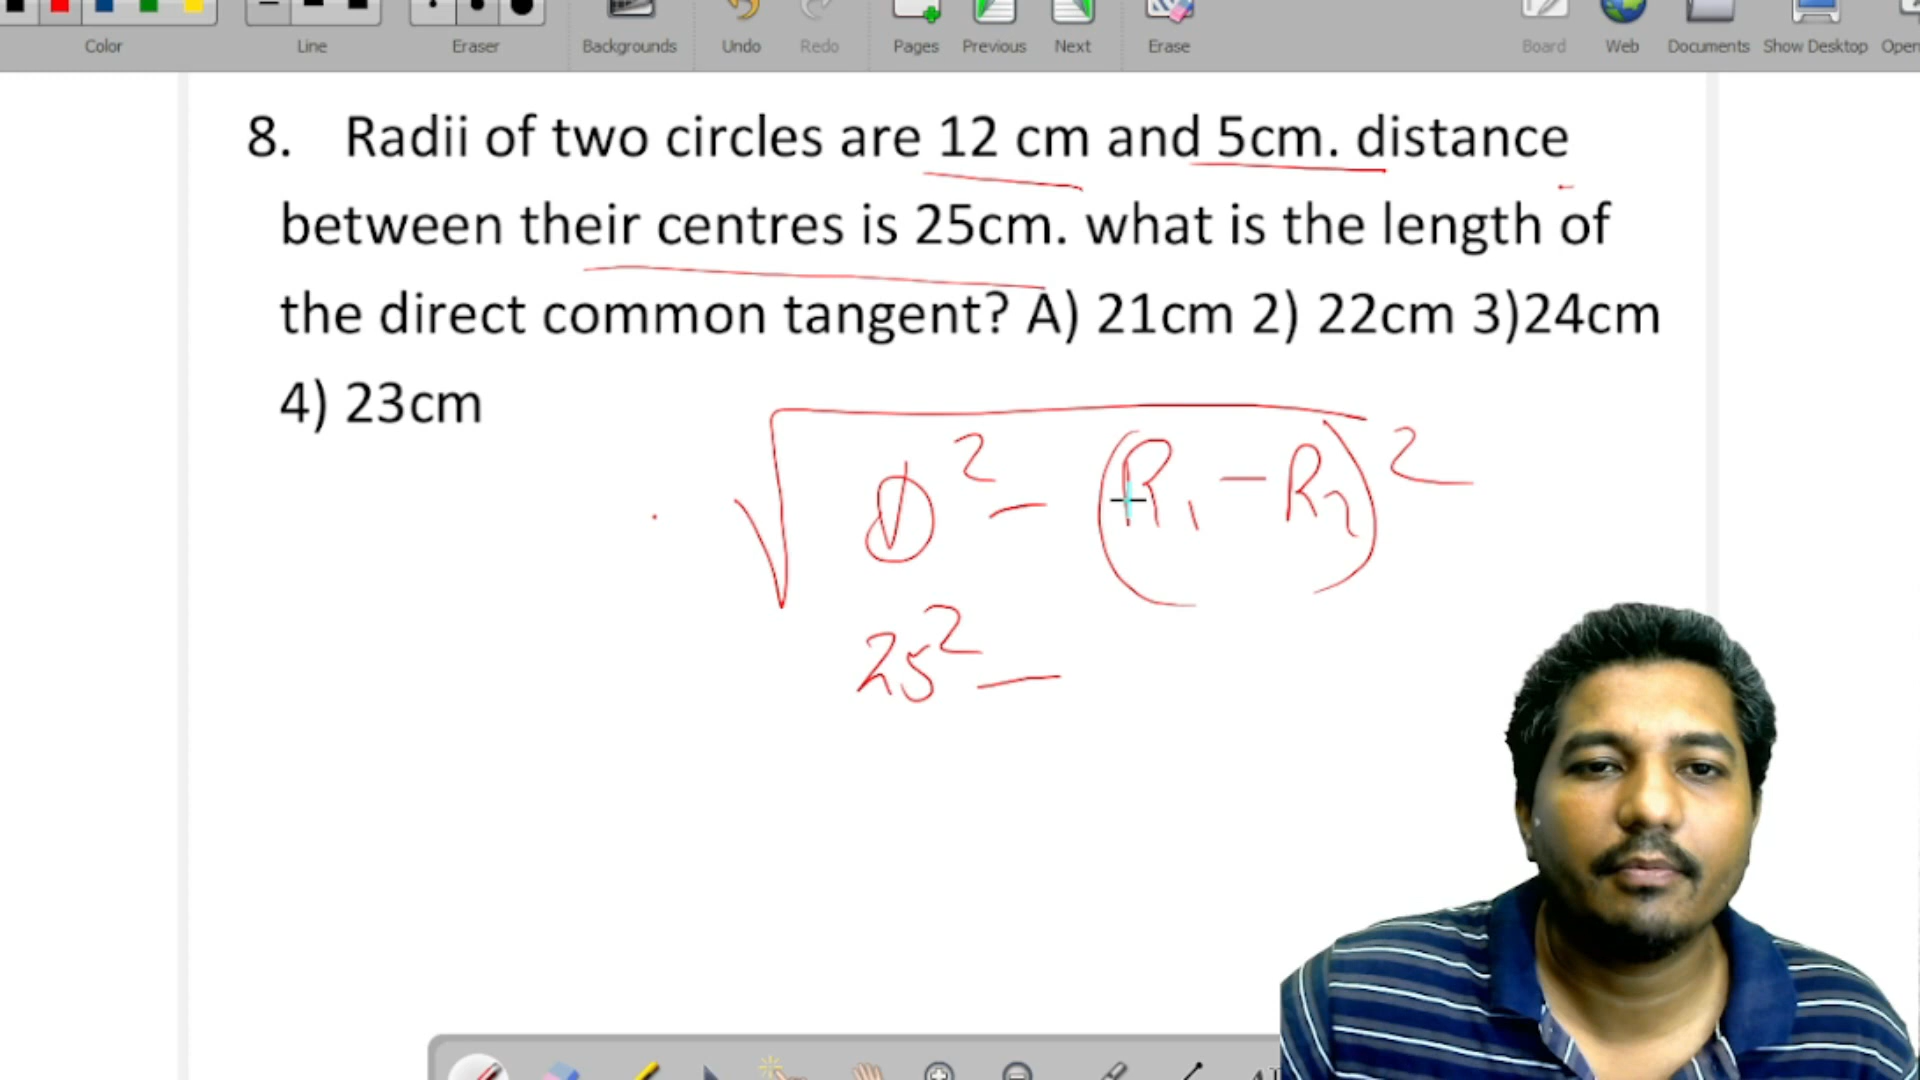 Color Line Eraser Backgrounds Undo Redo Pages Previous Next Erase Board Web Documents Show Desktop Open
8. Radii of two circles are 12 cm and 5cm. distance
between their centres is 25cm. what is the length of
the direct common tangent? A) 21cm 2) 22cm 3)24cm
4) 23cm
√ D² - (R₁ - R₂)²
25² -